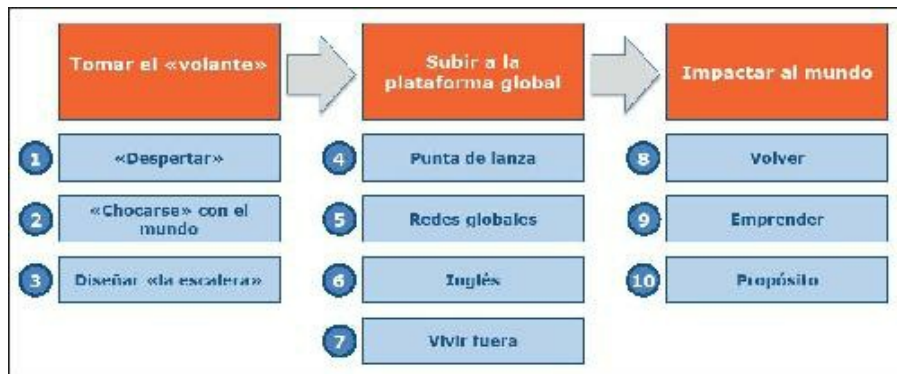 Tomar el «volante»
Subir a la
plataforma global
Impactar al mundo
1 «Despertar»
2 «Chocarse» con el
mundo
3 Diseñar «la escalera»
4 Punta de lanza
5 Redes globales
6 Inglés
7 Vivir fuera
8 Volver
9 Emprender
10 Propósito